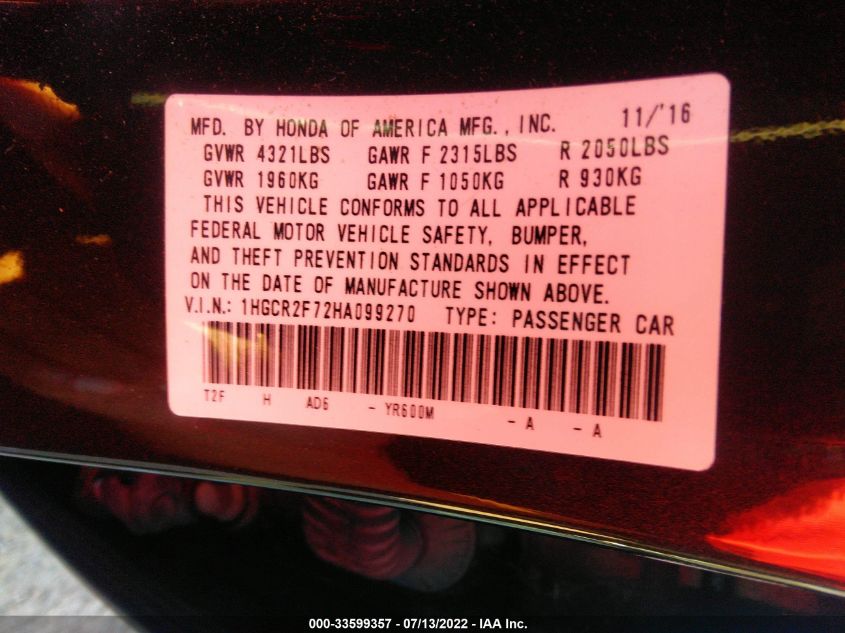 MFD. BY HONDA OF AMERICA MFG., INC. 11/'16
GVWR 4321LBS GAWR F 2315LBS R 2050LBS
GVWR 1960KG GAWR F 1050KG R 930KG
THIS VEHICLE CONFORMS TO ALL APPLICABLE
FEDERAL MOTOR VEHICLE SAFETY, BUMPER,
AND THEFT PREVENTION STANDARDS IN EFFECT
ON THE DATE OF MANUFACTURE SHOWN ABOVE.
V.I.N.: 1HGCR2F72HA099270 TYPE: PASSENGER CAR
T2F H AD6 - YR600M - A - A
000-33599357 - 07/13/2022 - IAA Inc.